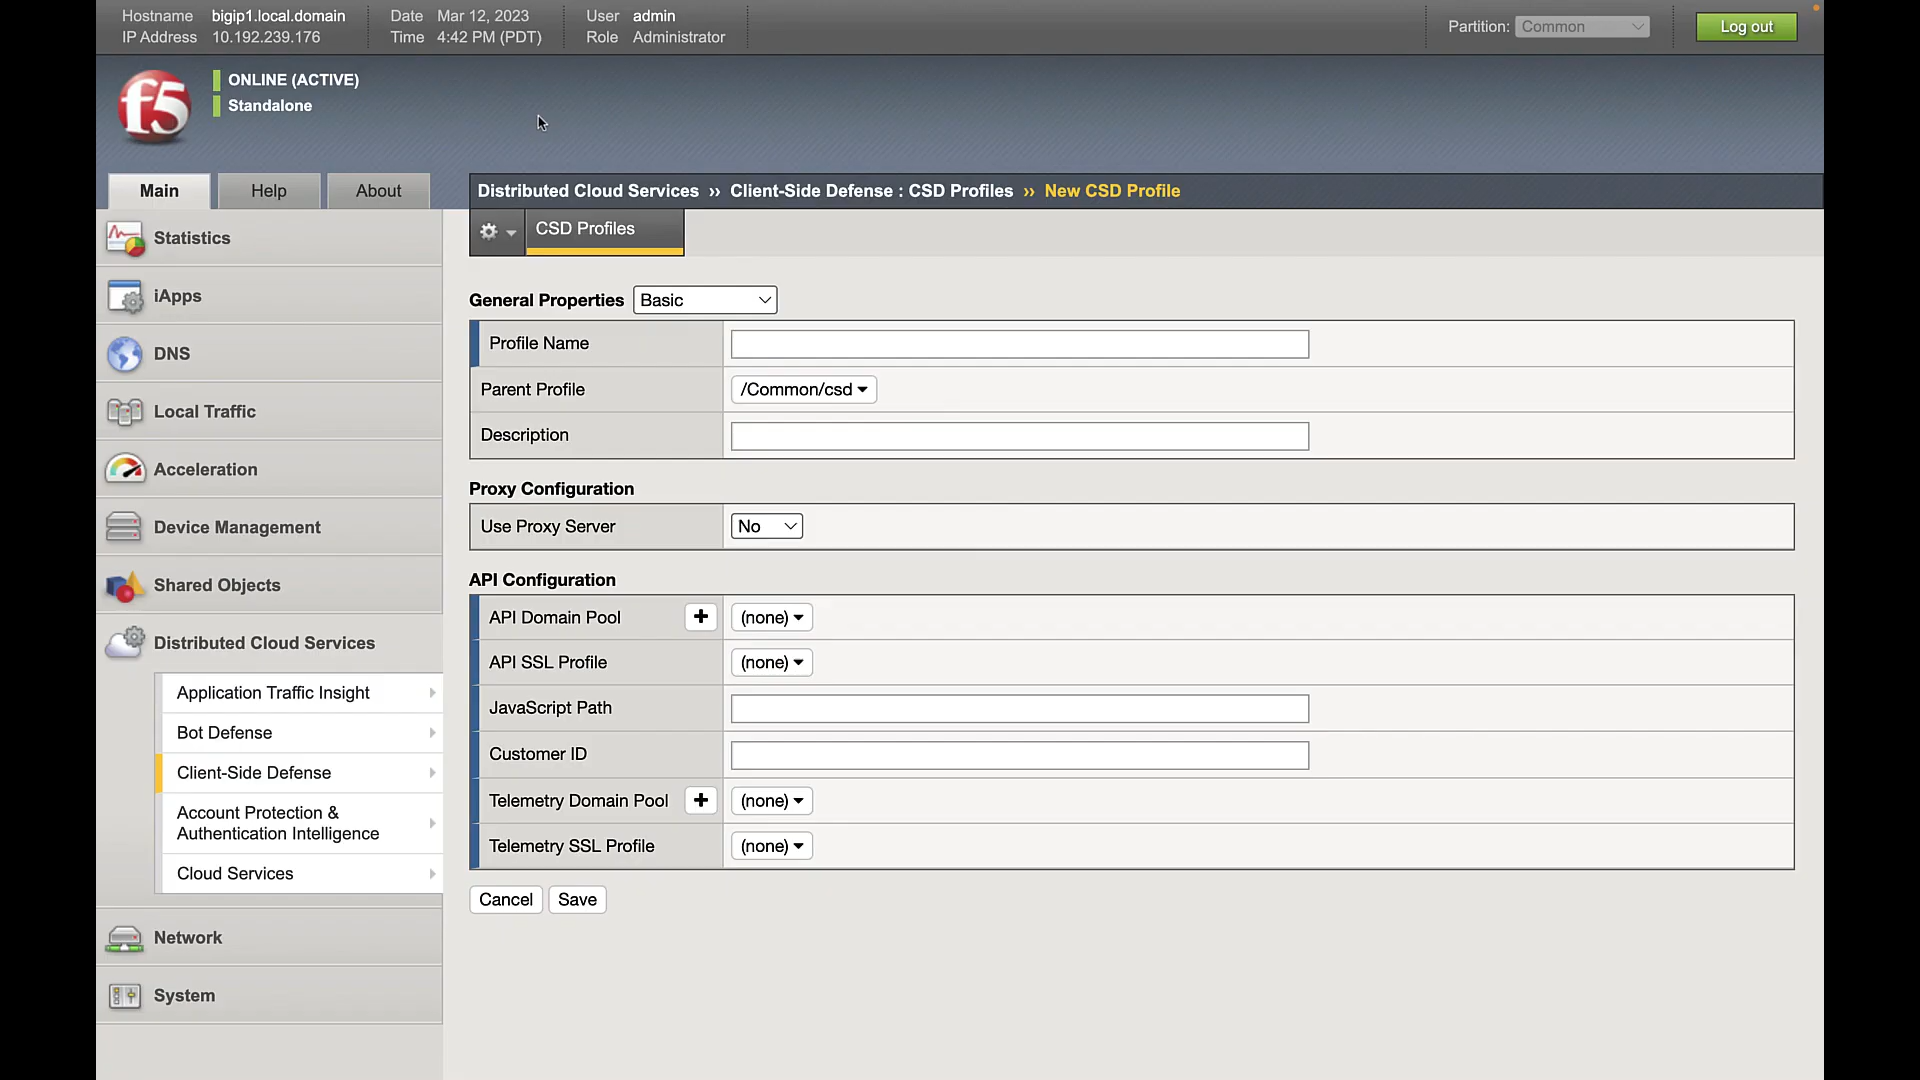 Hostname bigip1.local.domain Date Mar 12, 2023 User admin
IP Address 10.192.239.176 Time 4:42 PM (PDT) Role Administrator
Partition: Common Log out
f5
ONLINE (ACTIVE)
Standalone
Main Help About
Distributed Cloud Services ›› Client-Side Defense : CSD Profiles ›› New CSD Profile
CSD Profiles
Statistics
iApps
DNS
Local Traffic
Acceleration
Device Management
Shared Objects
Distributed Cloud Services
Application Traffic Insight
Bot Defense
Client-Side Defense
Account Protection &
Authentication Intelligence
Cloud Services
Network
System
General Properties Basic
Profile Name
Parent Profile /Common/csd
Description
Proxy Configuration
Use Proxy Server No
API Configuration
API Domain Pool (none)
API SSL Profile (none)
JavaScript Path
Customer ID
Telemetry Domain Pool (none)
Telemetry SSL Profile (none)
Cancel Save